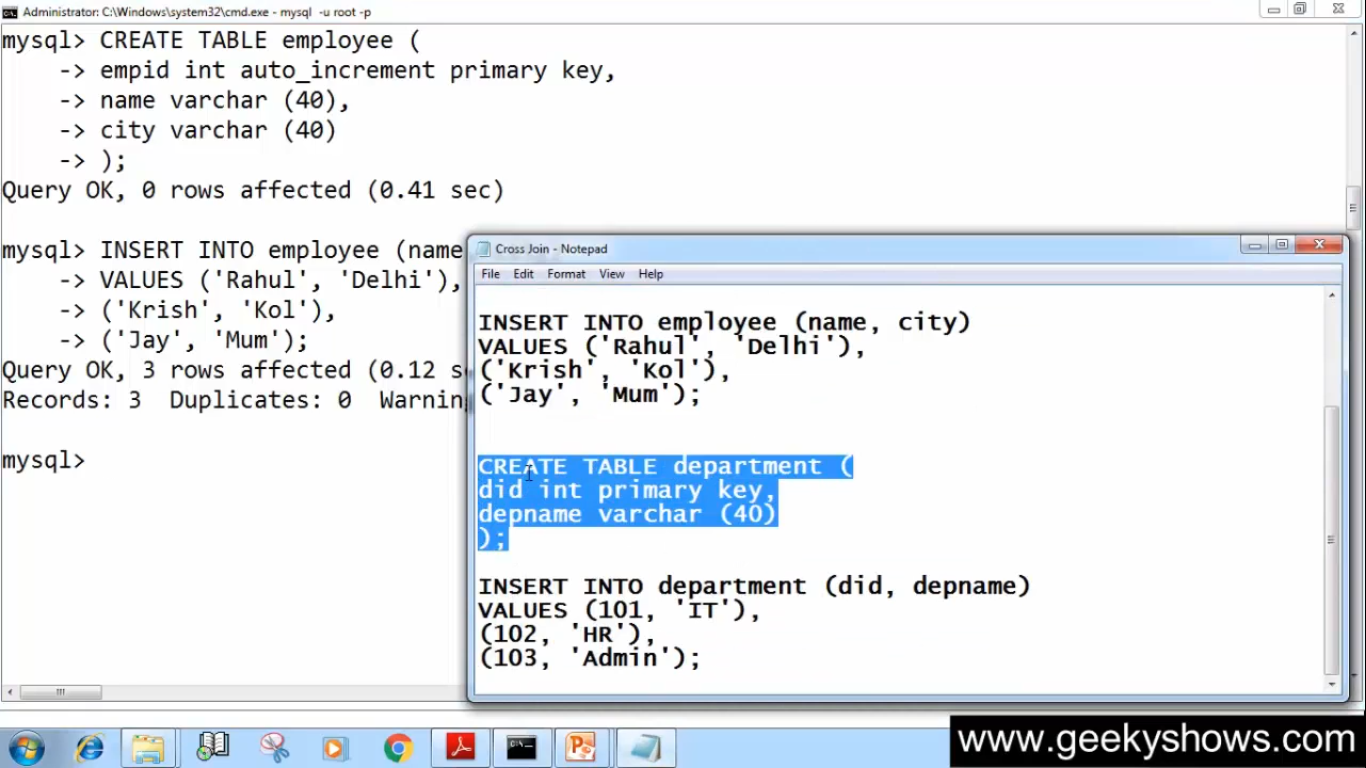 Administrator: C:\Windows\system32\cmd.exe - mysql -u root -p
mysql> CREATE TABLE employee (
-> empid int auto_increment primary key,
-> name varchar (40),
-> city varchar (40)
-> );
Query OK, 0 rows affected (0.41 sec)
mysql> INSERT INTO employee (name
-> VALUES ('Rahul', 'Delhi'),
-> ('Krish', 'Kol'),
-> ('Jay', 'Mum');
Query OK, 3 rows affected (0.12 s
Records: 3 Duplicates: 0 Warning
mysql>
Cross Join - Notepad
File Edit Format View Help
INSERT INTO employee (name, city)
VALUES ('Rahul', 'Delhi'),
('Krish', 'Kol'),
('Jay', 'Mum');
CREATE TABLE department (
did int primary key,
depname varchar (40)
);
INSERT INTO department (did, depname)
VALUES (101, 'IT'),
(102, 'HR'),
(103, 'Admin');
www.geekyshows.com